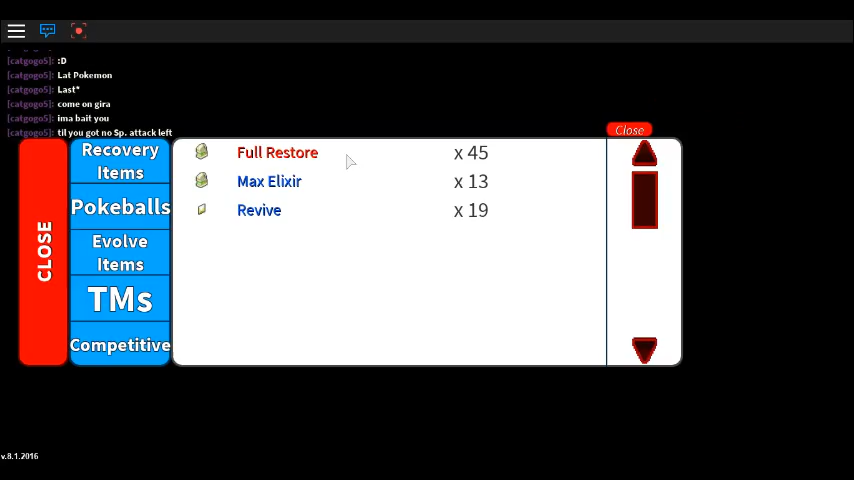 [catgogo5]: :D
[catgogo5]: Lat Pokemon
[catgogo5]: Last*
[catgogo5]: come on gira
[catgogo5]: ima bait you
[catgogo5]: til you got no Sp. attack left
Close
CLOSE
Recovery
Items
Pokeballs
Evolve
Items
TMs
Competitive
Full Restore x 45
Max Elixir x 13
Revive x 19
v.8.1.2016